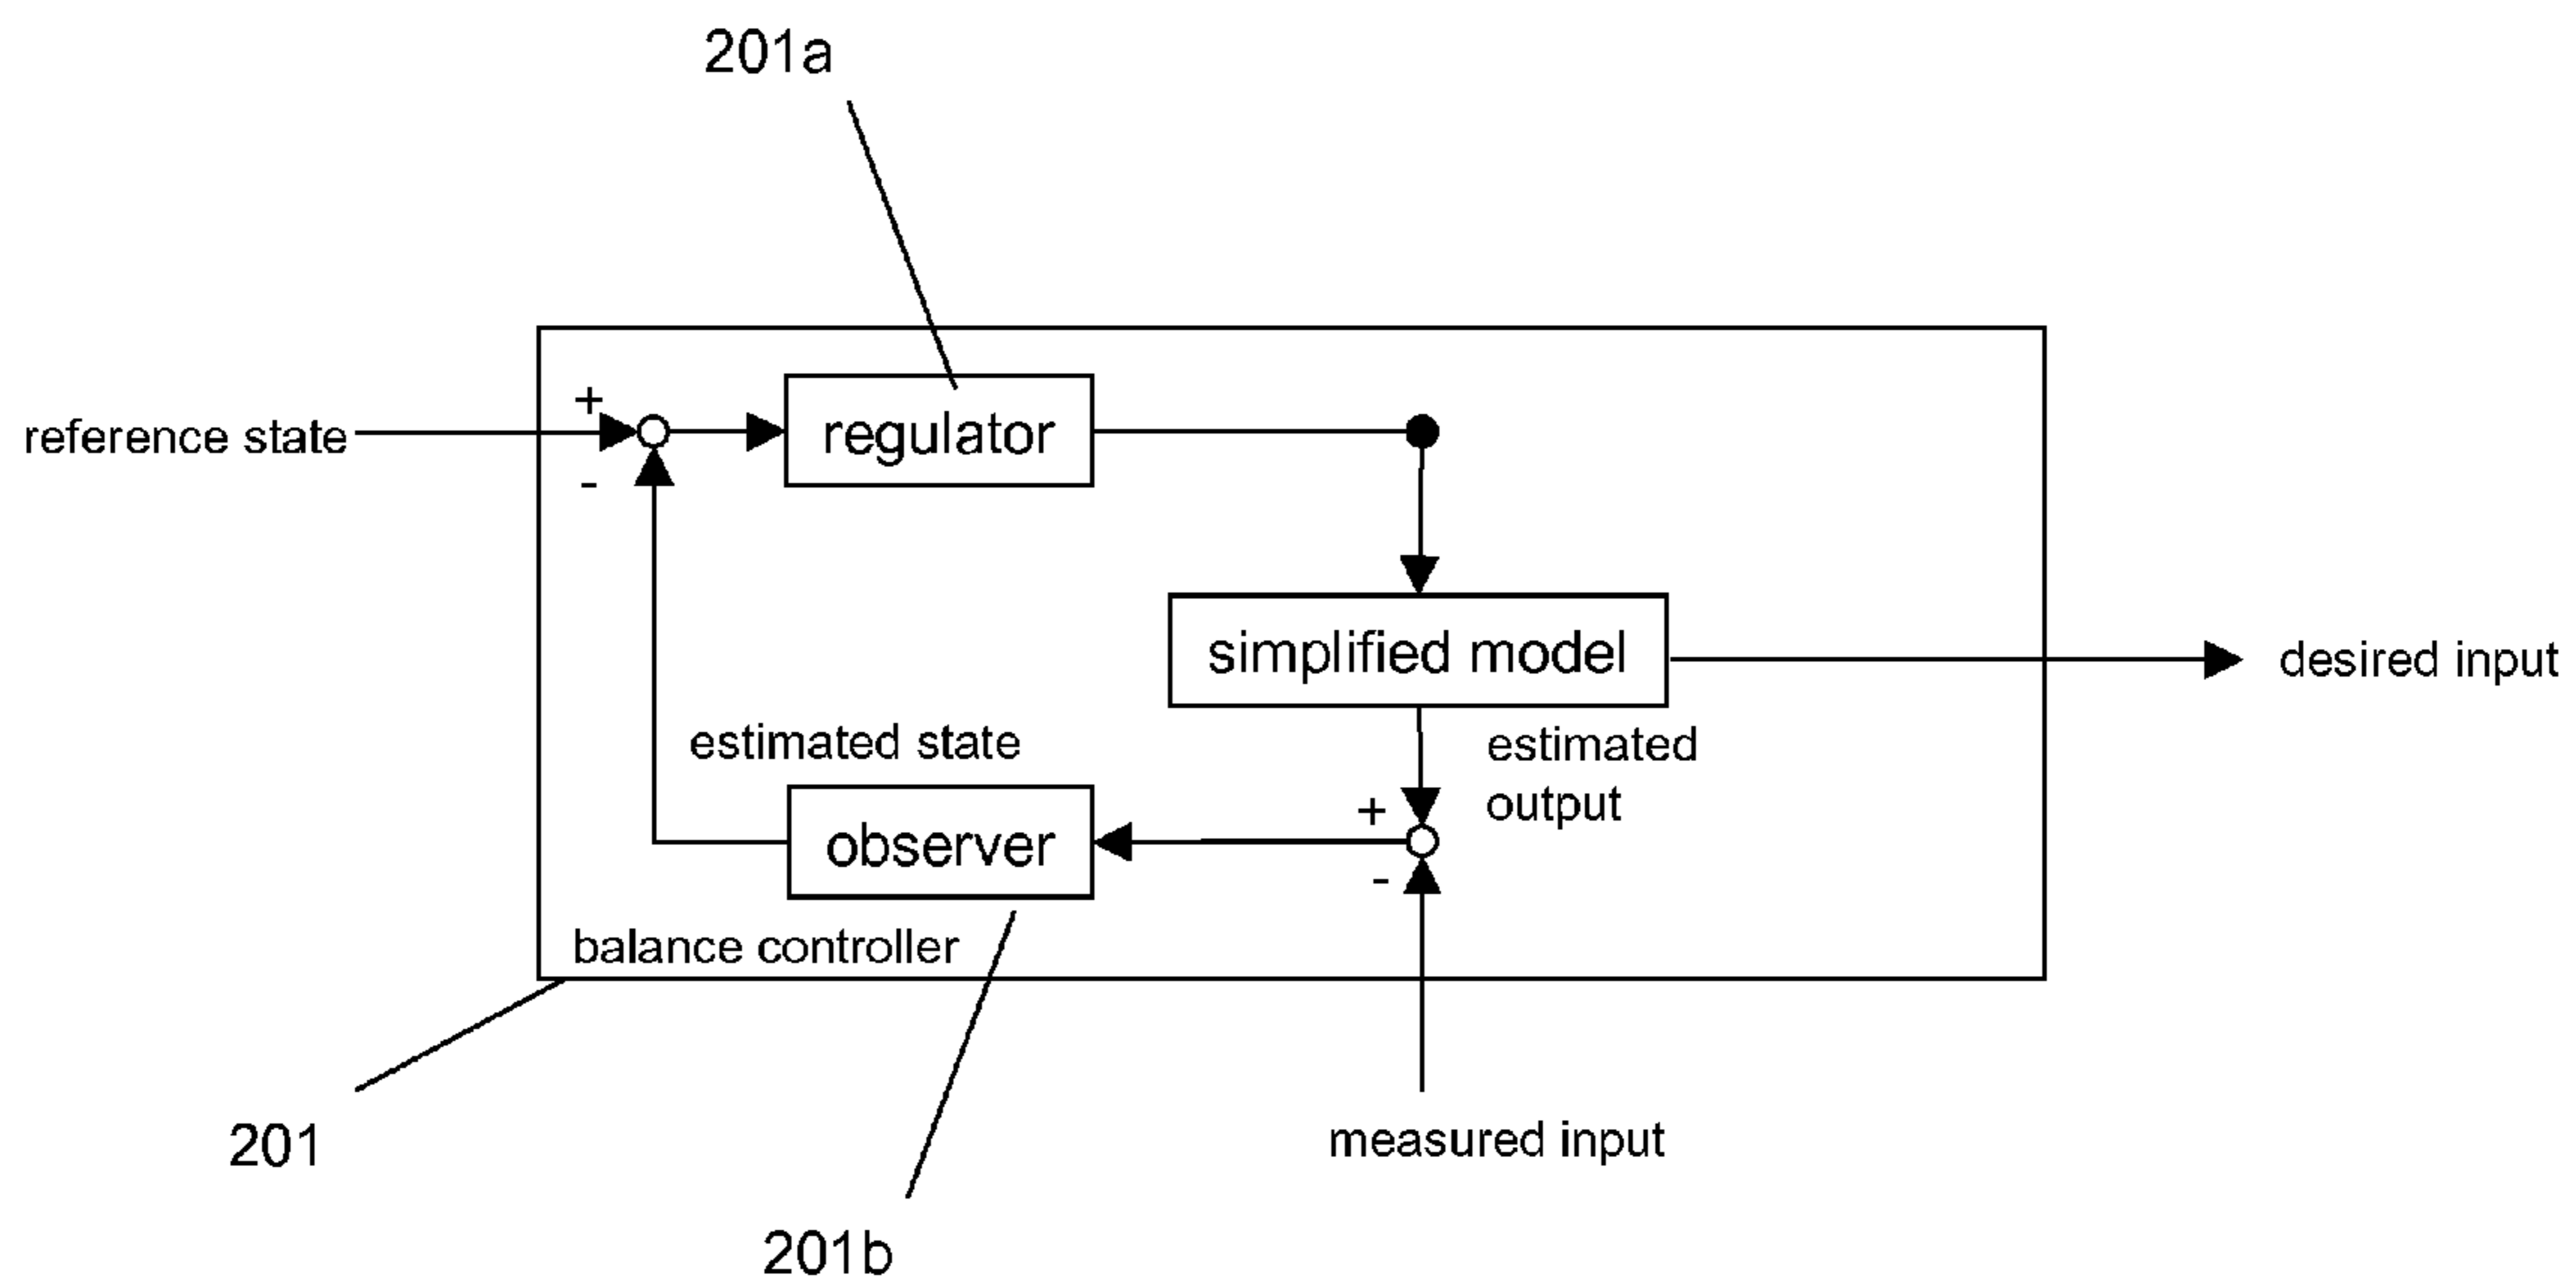 201a
+
reference state
-
regulator
simplified model
desired input
estimated state
estimated
output
+
observer
-
balance controller
201
measured input
201b